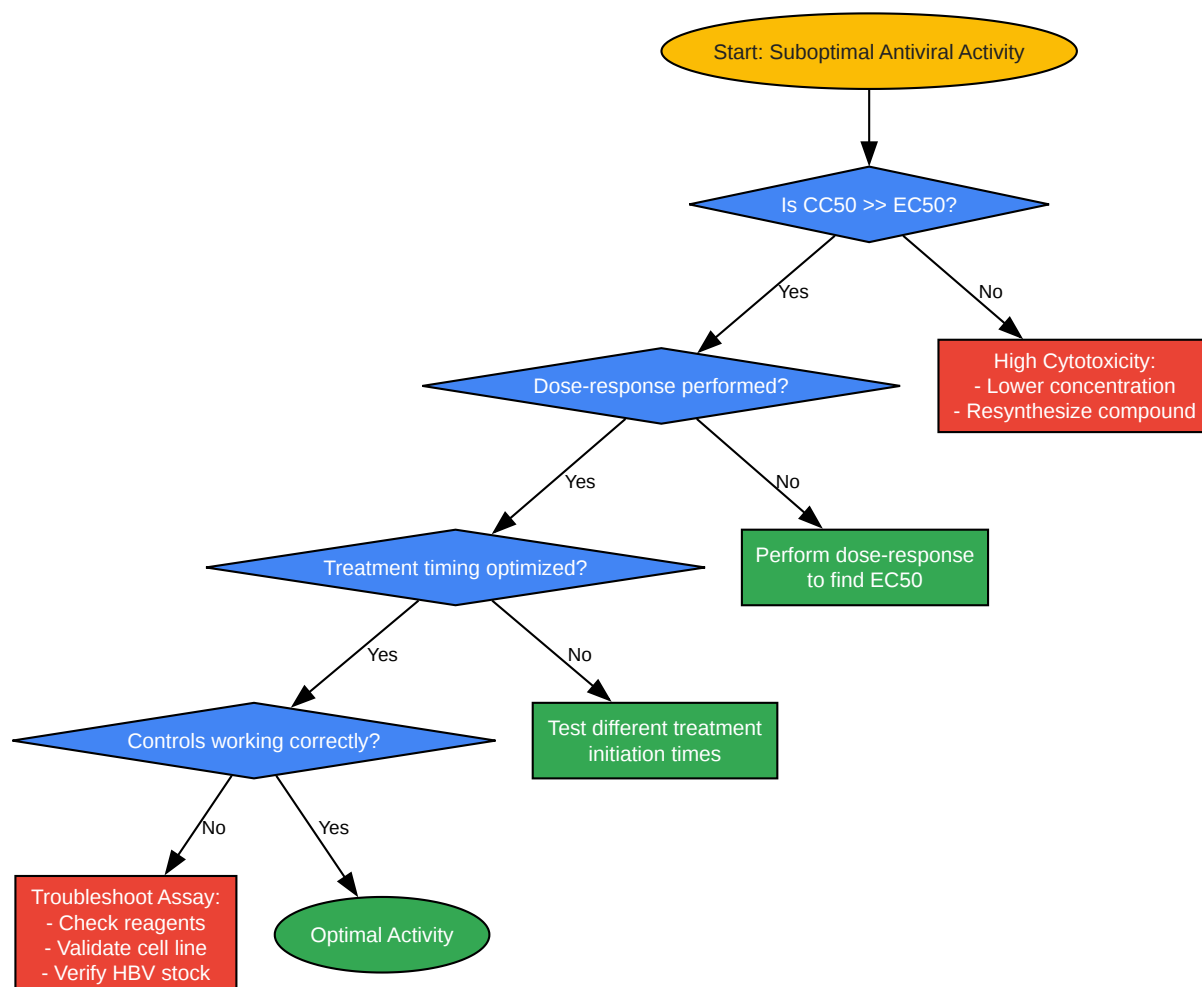 Start: Suboptimal Antiviral Activity
Is CC50 >> EC50?
Yes
No
High Cytotoxicity:
- Lower concentration
- Resynthesize compound
Dose-response performed?
Yes
No
Perform dose-response
to find EC50
Treatment timing optimized?
Yes
No
Test different treatment
initiation times
Controls working correctly?
No
Yes
Troubleshoot Assay:
- Check reagents
- Validate cell line
- Verify HBV stock
Optimal Activity